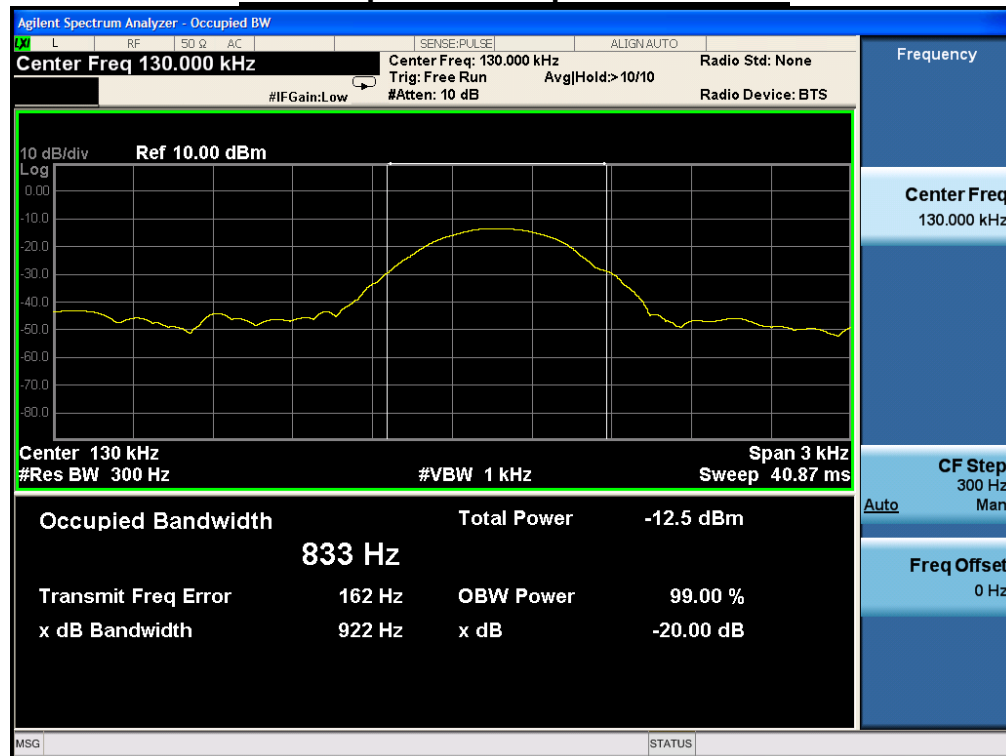 Agilent Spectrum Analyzer - Occupied BW
LXI L RF 50 Ω AC SENSE:PULSE ALIGN AUTO
Center Freq 130.000 kHz
Center Freq: 130.000 kHz Radio Std: None
Trig: Free Run Avg|Hold:>10/10
#IFGain:Low #Atten: 10 dB Radio Device: BTS
10 dB/div Ref 10.00 dBm
Log
0.00
-10.0
-20.0
-30.0
-40.0
-50.0
-60.0
-70.0
-80.0
Center 130 kHz Span 3 kHz
#Res BW 300 Hz #VBW 1 kHz Sweep 40.87 ms
Occupied Bandwidth Total Power -12.5 dBm
833 Hz
Transmit Freq Error 162 Hz OBW Power 99.00 %
x dB Bandwidth 922 Hz x dB -20.00 dB
MSG STATUS
Frequency
Center Freq
130.000 kHz
CF Step
300 Hz
Auto Man
Freq Offset
0 Hz